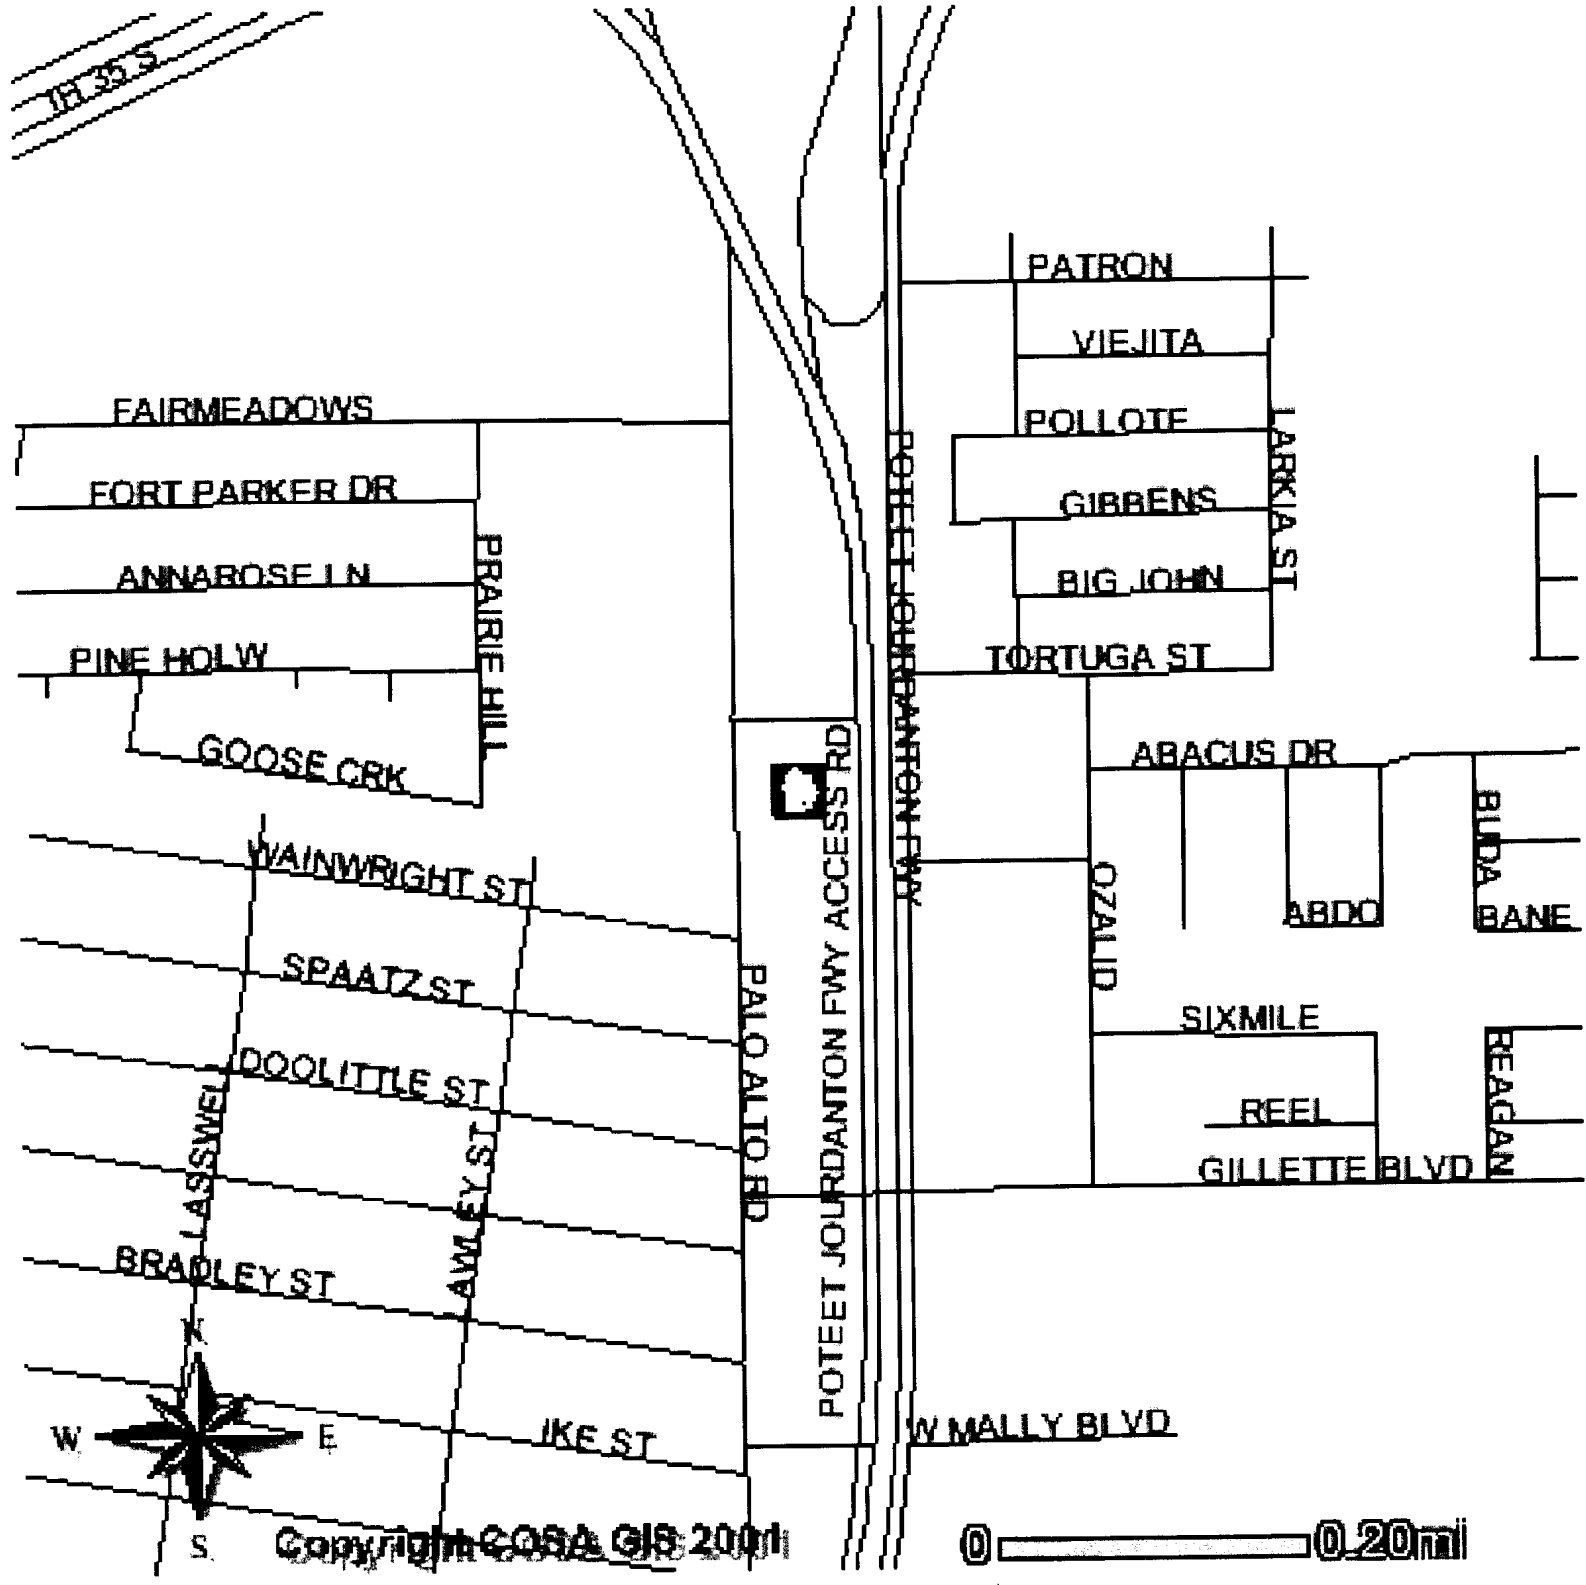 IH 35 S
PATRON
VIEJITA
FAIRMEADOWS
POLLOTE
LARKIA ST
POTEET JOURDANTON FWY
FORT PARKER DR
GIBBENS
PRAIRIE HILL
ANNAROSE LN
BIG JOHN
PINE HOLW
TORTUGA ST
GOOSE CRK
POTEET JOURDANTON FWY ACCESS RD
ABACUS DR
BUDA
WAINWRIGHT ST
OZALID
ABDO
BANE
SPAATZ ST
PALO ALTO RD
SIXMILE
DOOLITTLE ST
REAGAN
LASSWEL
LAWLEY ST
REEL
GILLETTE BLVD
BRADLEY ST
N
W
E
S
IKE ST
W MALLY BLVD
Copyright COSA GIS 2001
0
0.20mi